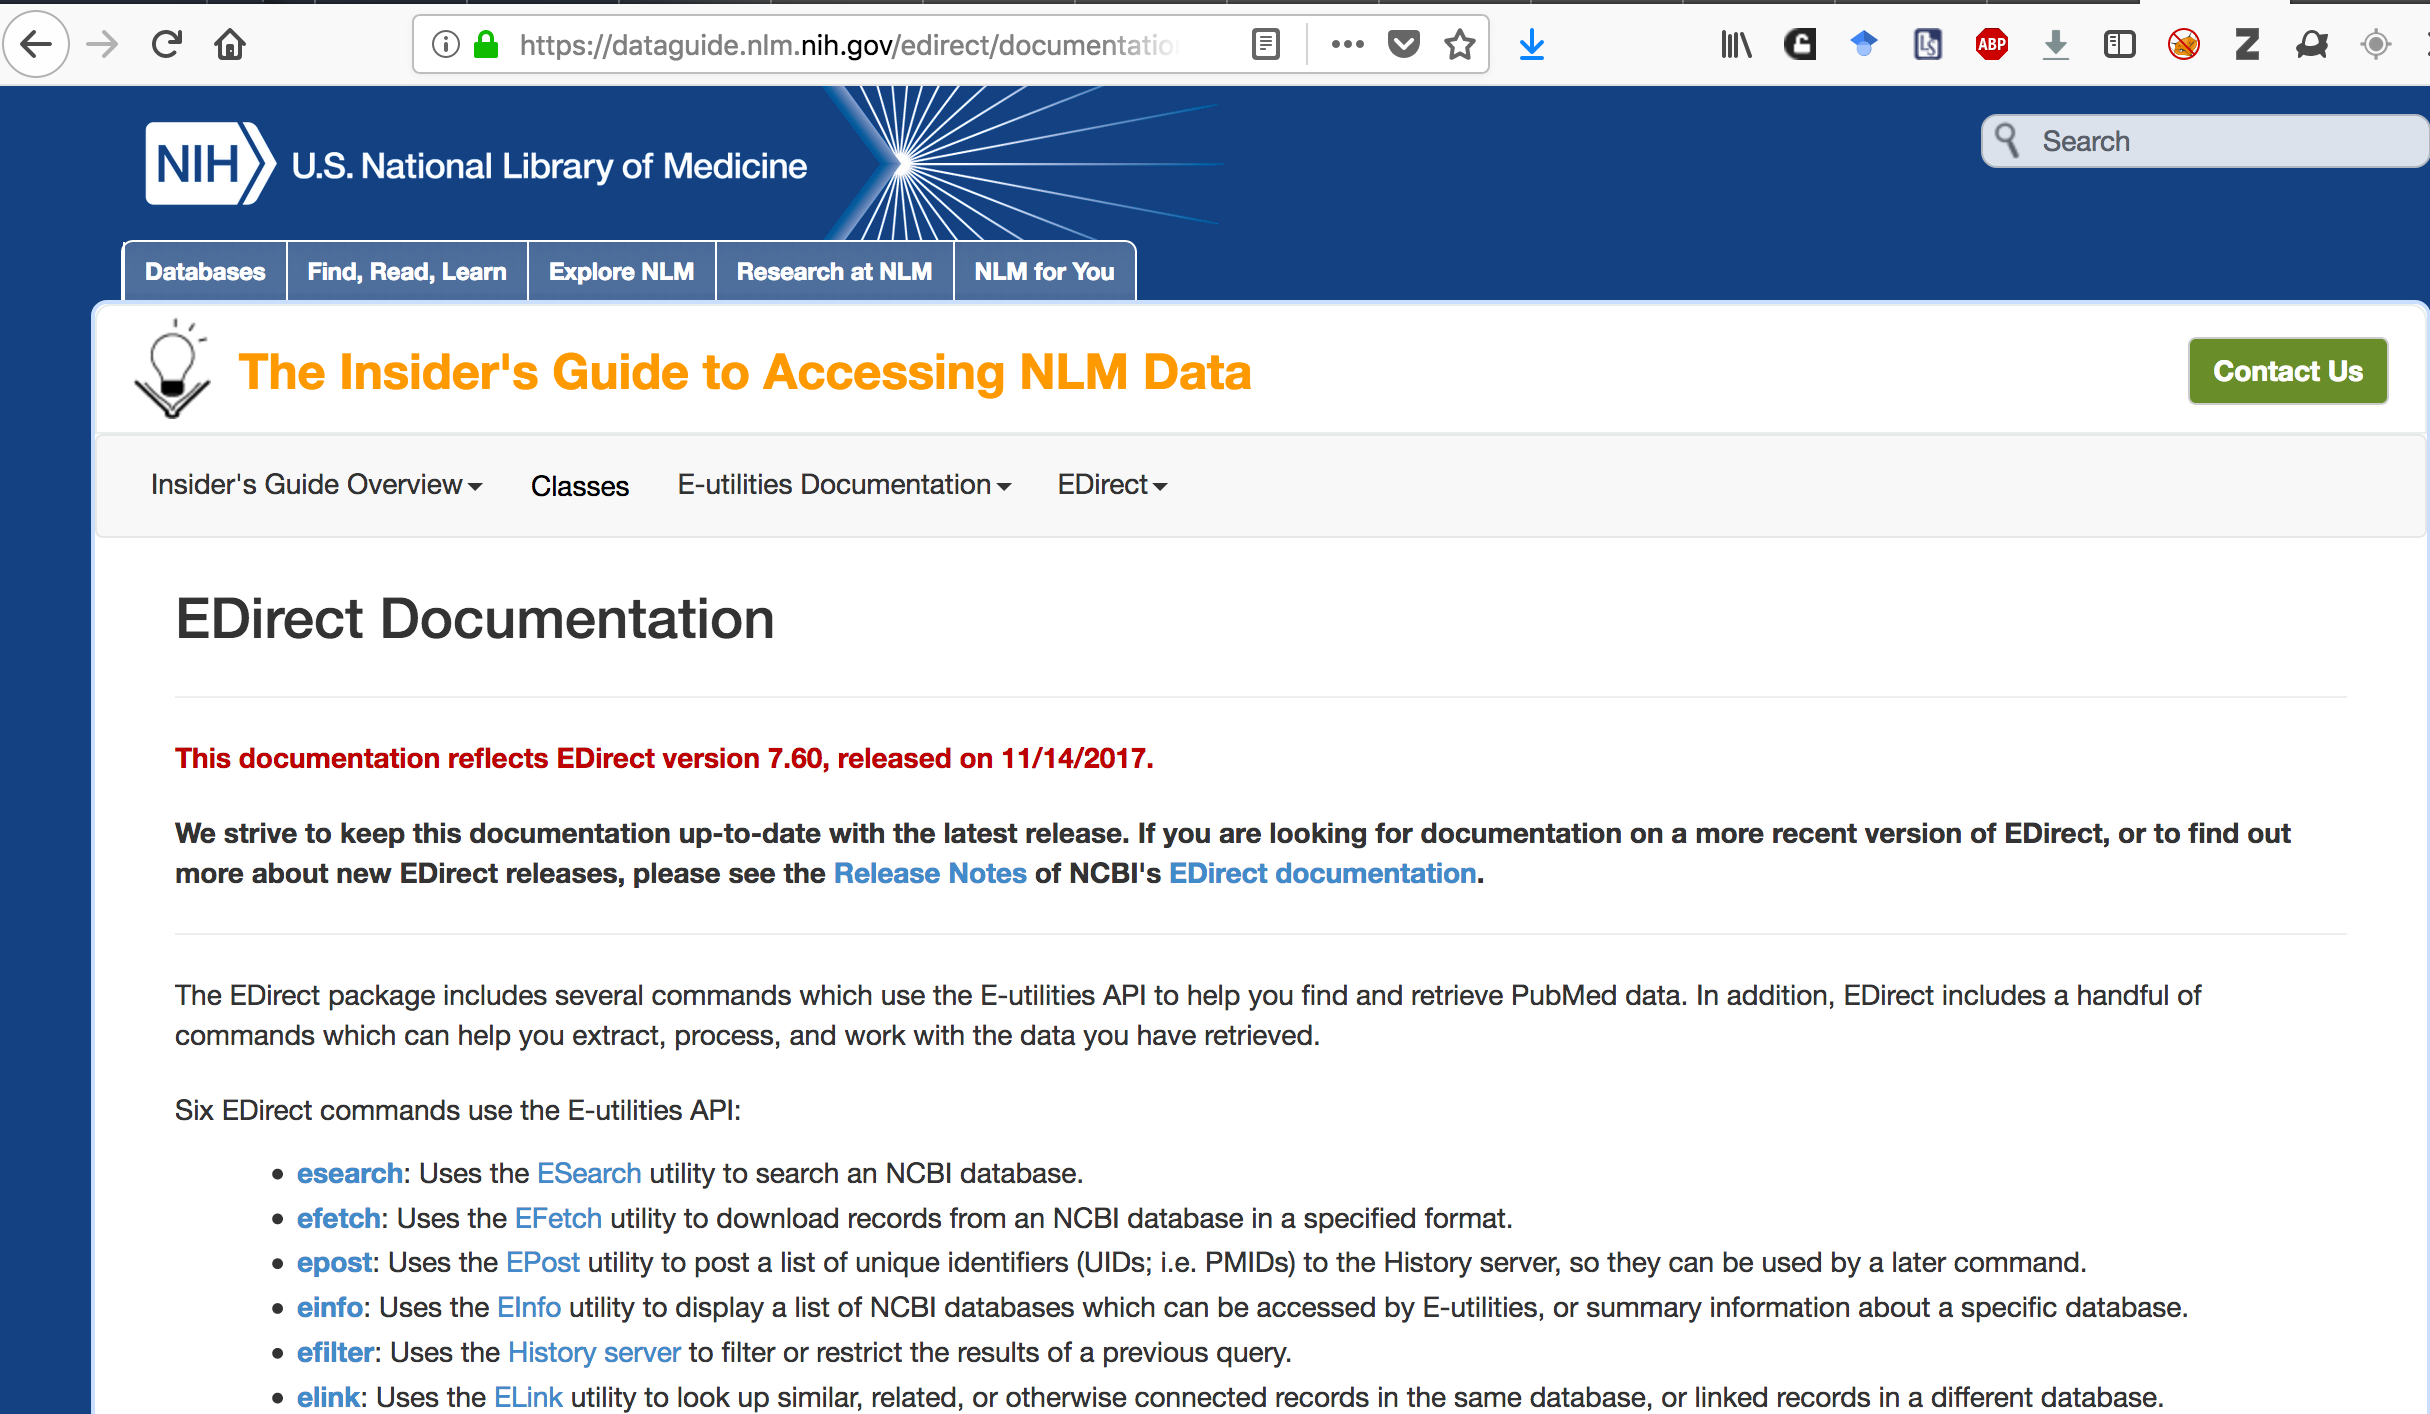 https://dataguide.nlm.nih.gov/edirect/documentatio
ABP
Z
NIH U.S. National Library of Medicine
Search
Databases Find, Read, Learn Explore NLM Research at NLM NLM for You
The Insider's Guide to Accessing NLM Data
Contact Us
Insider's Guide Overview Classes E-utilities Documentation EDirect
EDirect Documentation
This documentation reflects EDirect version 7.60, released on 11/14/2017.
We strive to keep this documentation up-to-date with the latest release. If you are looking for documentation on a more recent version of EDirect, or to find out
more about new EDirect releases, please see the Release Notes of NCBI's EDirect documentation.
The EDirect package includes several commands which use the E-utilities API to help you find and retrieve PubMed data. In addition, EDirect includes a handful of
commands which can help you extract, process, and work with the data you have retrieved.
Six EDirect commands use the E-utilities API:
• esearch: Uses the ESearch utility to search an NCBI database.
• efetch: Uses the EFetch utility to download records from an NCBI database in a specified format.
• epost: Uses the EPost utility to post a list of unique identifiers (UIDs; i.e. PMIDs) to the History server, so they can be used by a later command.
• einfo: Uses the EInfo utility to display a list of NCBI databases which can be accessed by E-utilities, or summary information about a specific database.
• efilter: Uses the History server to filter or restrict the results of a previous query.
• elink: Uses the ELink utility to look up similar, related, or otherwise connected records in the same database, or linked records in a different database.